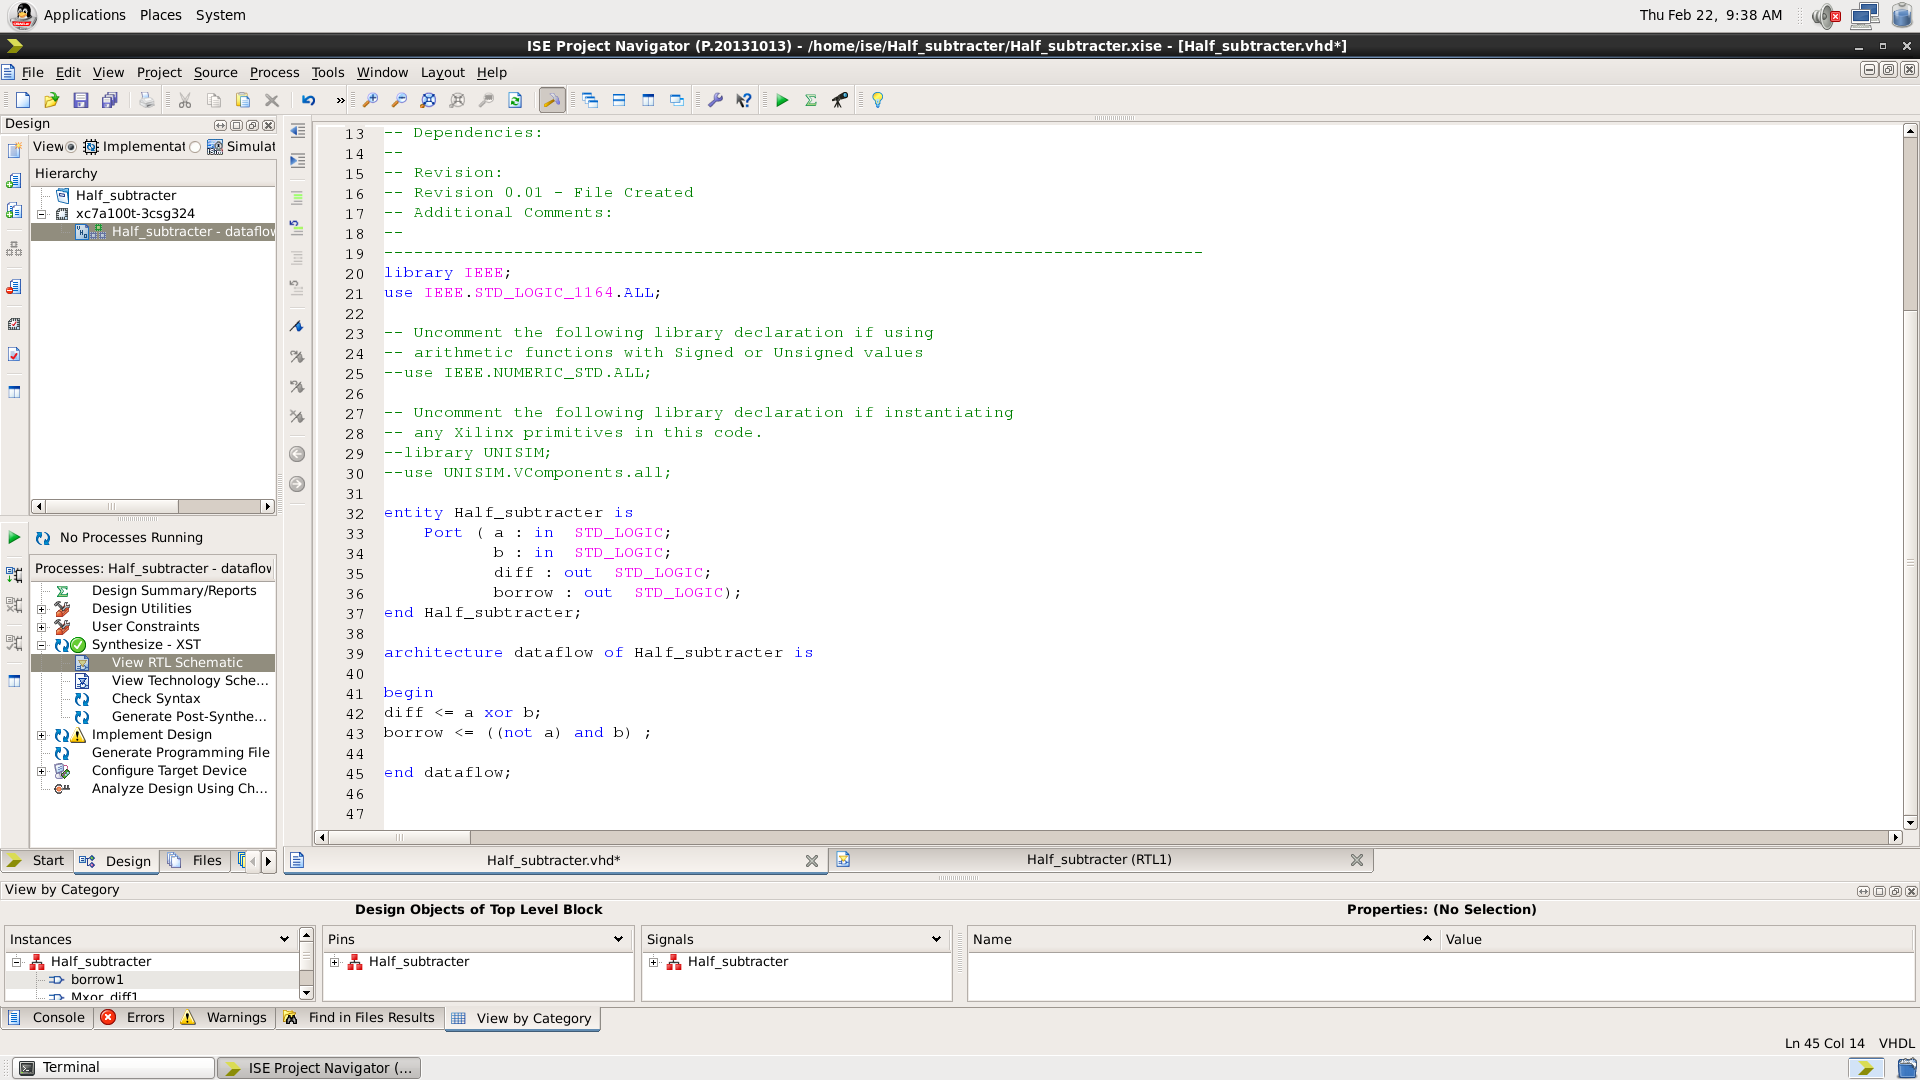 Applications Places System Thu Feb 22, 9:38 AM
ISE Project Navigator (P.20131013) - /home/ise/Half_subtracter/Half_subtracter.xise - [Half_subtracter.vhd*]
File Edit View Project Source Process Tools Window Layout Help
Design
View Implementat Simulat
Hierarchy
Half_subtracter
xc7a100t-3csg324
Half_subtracter - dataflow
No Processes Running
Processes: Half_subtracter - dataflow
Design Summary/Reports
Design Utilities
User Constraints
Synthesize - XST
View RTL Schematic
View Technology Sche...
Check Syntax
Generate Post-Synthe...
Implement Design
Generate Programming File
Configure Target Device
Analyze Design Using Ch...
Start Design Files
13 -- Dependencies:
14 --
15 -- Revision:
16 -- Revision 0.01 - File Created
17 -- Additional Comments:
18 --
19 ----------------------------------------------------------------------------------
20 library IEEE;
21 use IEEE.STD_LOGIC_1164.ALL;
22
23 -- Uncomment the following library declaration if using
24 -- arithmetic functions with Signed or Unsigned values
25 --use IEEE.NUMERIC_STD.ALL;
26
27 -- Uncomment the following library declaration if instantiating
28 -- any Xilinx primitives in this code.
29 --library UNISIM;
30 --use UNISIM.VComponents.all;
31
32 entity Half_subtracter is
33     Port ( a : in  STD_LOGIC;
34            b : in  STD_LOGIC;
35            diff : out  STD_LOGIC;
36            borrow : out  STD_LOGIC);
37 end Half_subtracter;
38
39 architecture dataflow of Half_subtracter is
40
41 begin
42 diff <= a xor b;
43 borrow <= ((not a) and b) ;
44
45 end dataflow;
46
47
Half_subtracter.vhd* Half_subtracter (RTL1)
View by Category
Design Objects of Top Level Block Properties: (No Selection)
Instances Pins Signals Name Value
Half_subtracter Half_subtracter Half_subtracter
borrow1
Mxor_diff1
Console Errors Warnings Find in Files Results View by Category
Ln 45 Col 14 VHDL
Terminal ISE Project Navigator (...